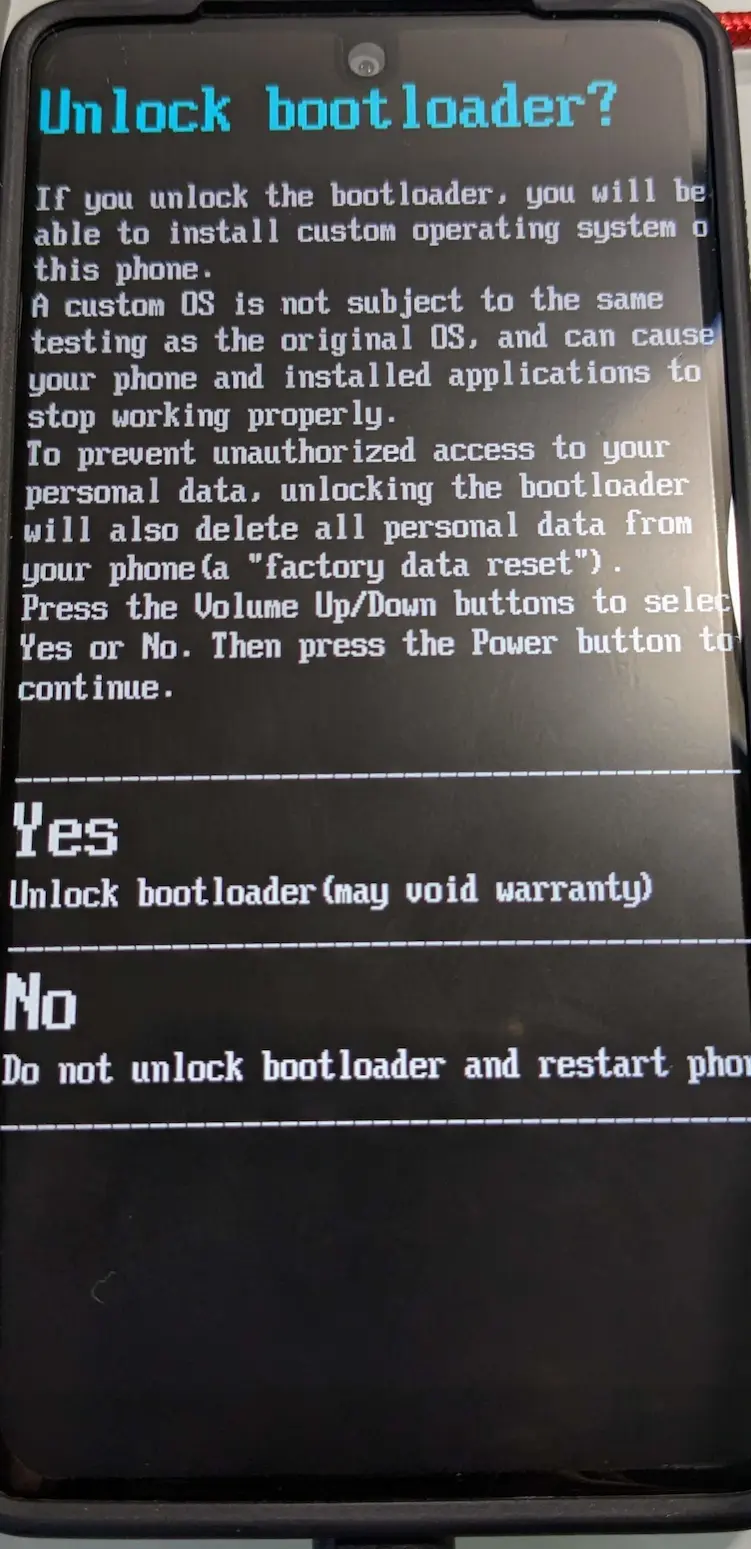 Unlock bootloader?
If you unlock the bootloader, you will be
able to install custom operating system o
this phone.
A custom OS is not subject to the same
testing as the original OS, and can cause
your phone and installed applications to
stop working properly.
To prevent unauthorized access to your
personal data, unlocking the bootloader
will also delete all personal data from
your phone(a "factory data reset").
Press the Volume Up/Down buttons to selec
Yes or No. Then press the Power button to
continue.
Yes
Unlock bootloader(may void warranty)
No
Do not unlock bootloader and restart phon